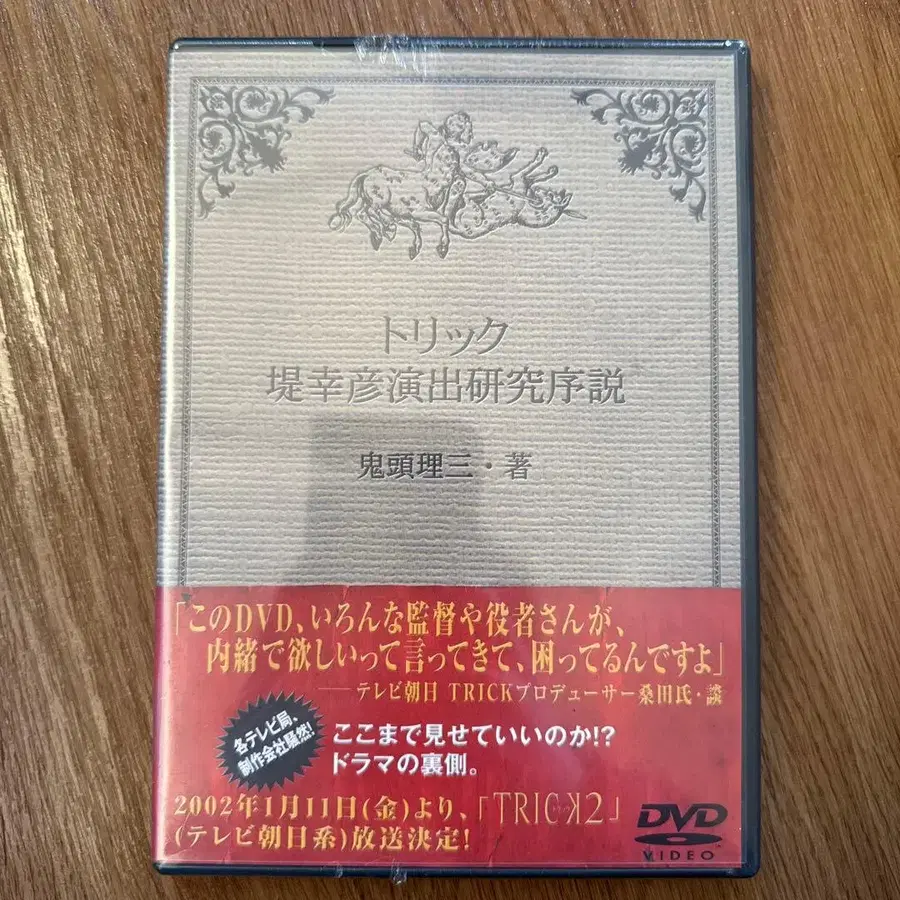 トリック
堤幸彦演出研究序説
鬼頭理三・著
「このDVD、いろんな監督や役者さんが、
内緒で欲しいって言ってきて、困ってるんですよ」
──テレビ朝日 TRICKプロデューサー桑田氏・談
各テレビ局、
制作会社騒然!
ここまで見せていいのか!?
ドラマの裏側。
2002年1月11日(金)より、「TRICK2」
(テレビ朝日系)放送決定!
DVD
VIDEO